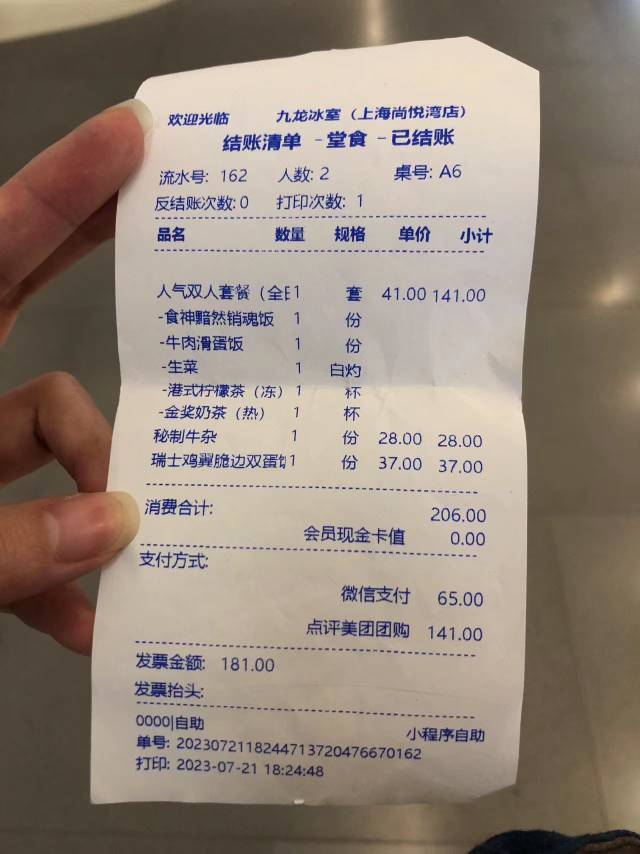 欢迎光临 九龙冰室（上海尚悦湾店）
结账清单 -堂食 -已结账
流水号: 162 人数: 2 桌号: A6
反结账次数: 0 打印次数: 1
品名 数量 规格 单价 小计
人气双人套餐（全日1 套 41.00 141.00
-食神黯然销魂饭 1 份
-牛肉滑蛋饭 1 份
-生菜 1 白灼
-港式柠檬茶（冻） 1 杯
-金奖奶茶（热） 1 杯
秘制牛杂 1 份 28.00 28.00
瑞士鸡翼脆边双蛋饭1 份 37.00 37.00
消费合计: 206.00
会员现金卡值 0.00
支付方式:
微信支付 65.00
点评美团团购 141.00
发票金额: 181.00
发票抬头:
0000|自助 小程序自助
单号: 20230721182447137204766701​62
打印: 2023-07-21 18:24:48